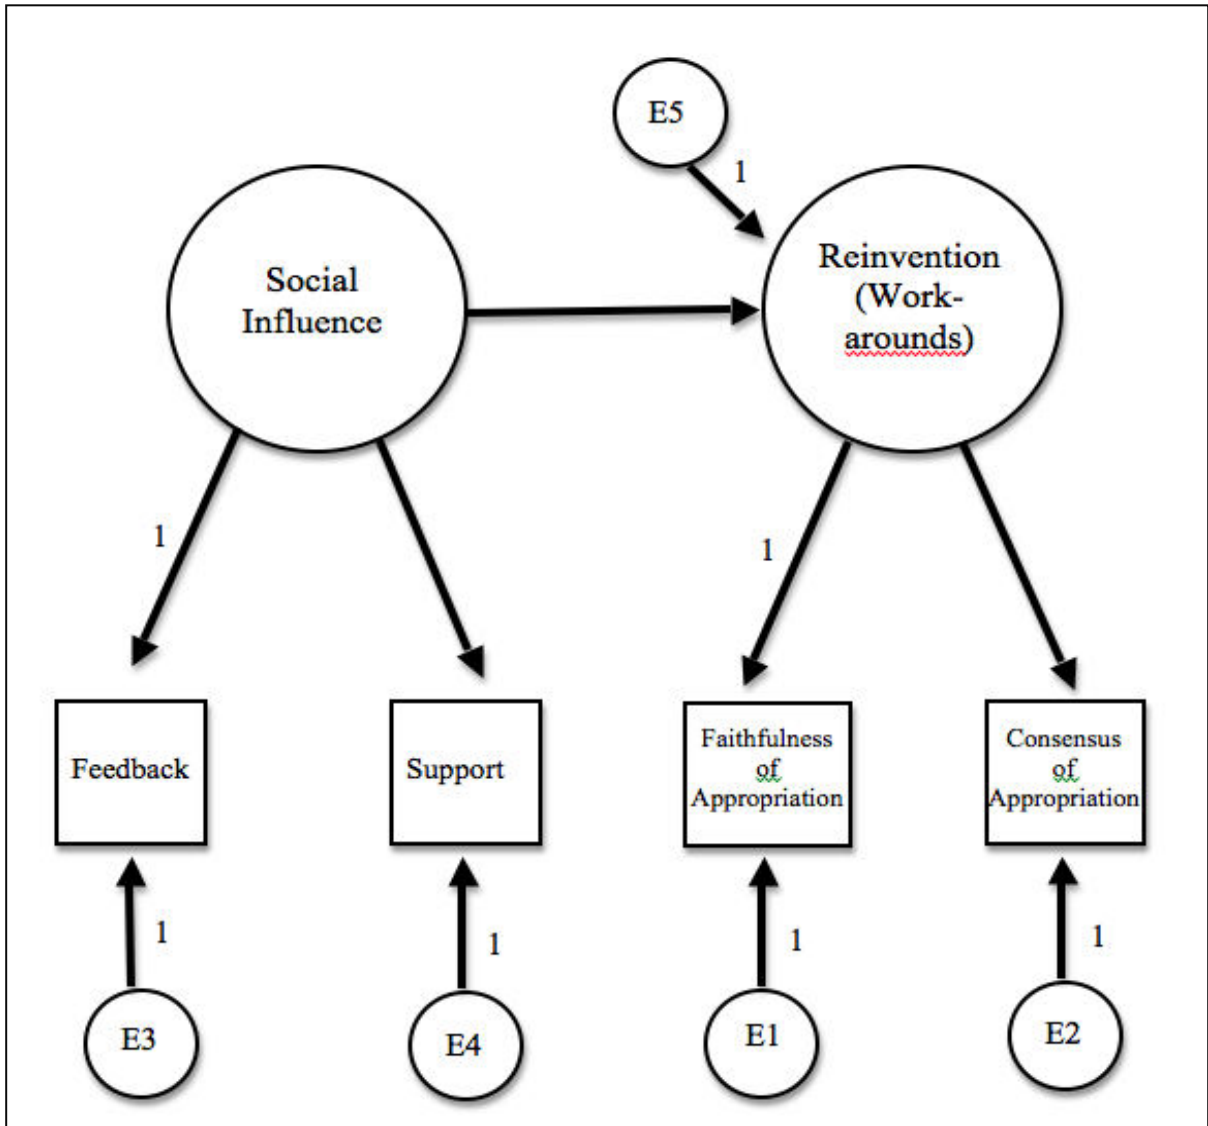 E5
1
Social
Influence
Reinvention
(Work-
arounds)
1
1
Feedback
Support
Faithfulness
of
Appropriation
Consensus
of
Appropriation
1
1
1
1
E3
E4
E1
E2